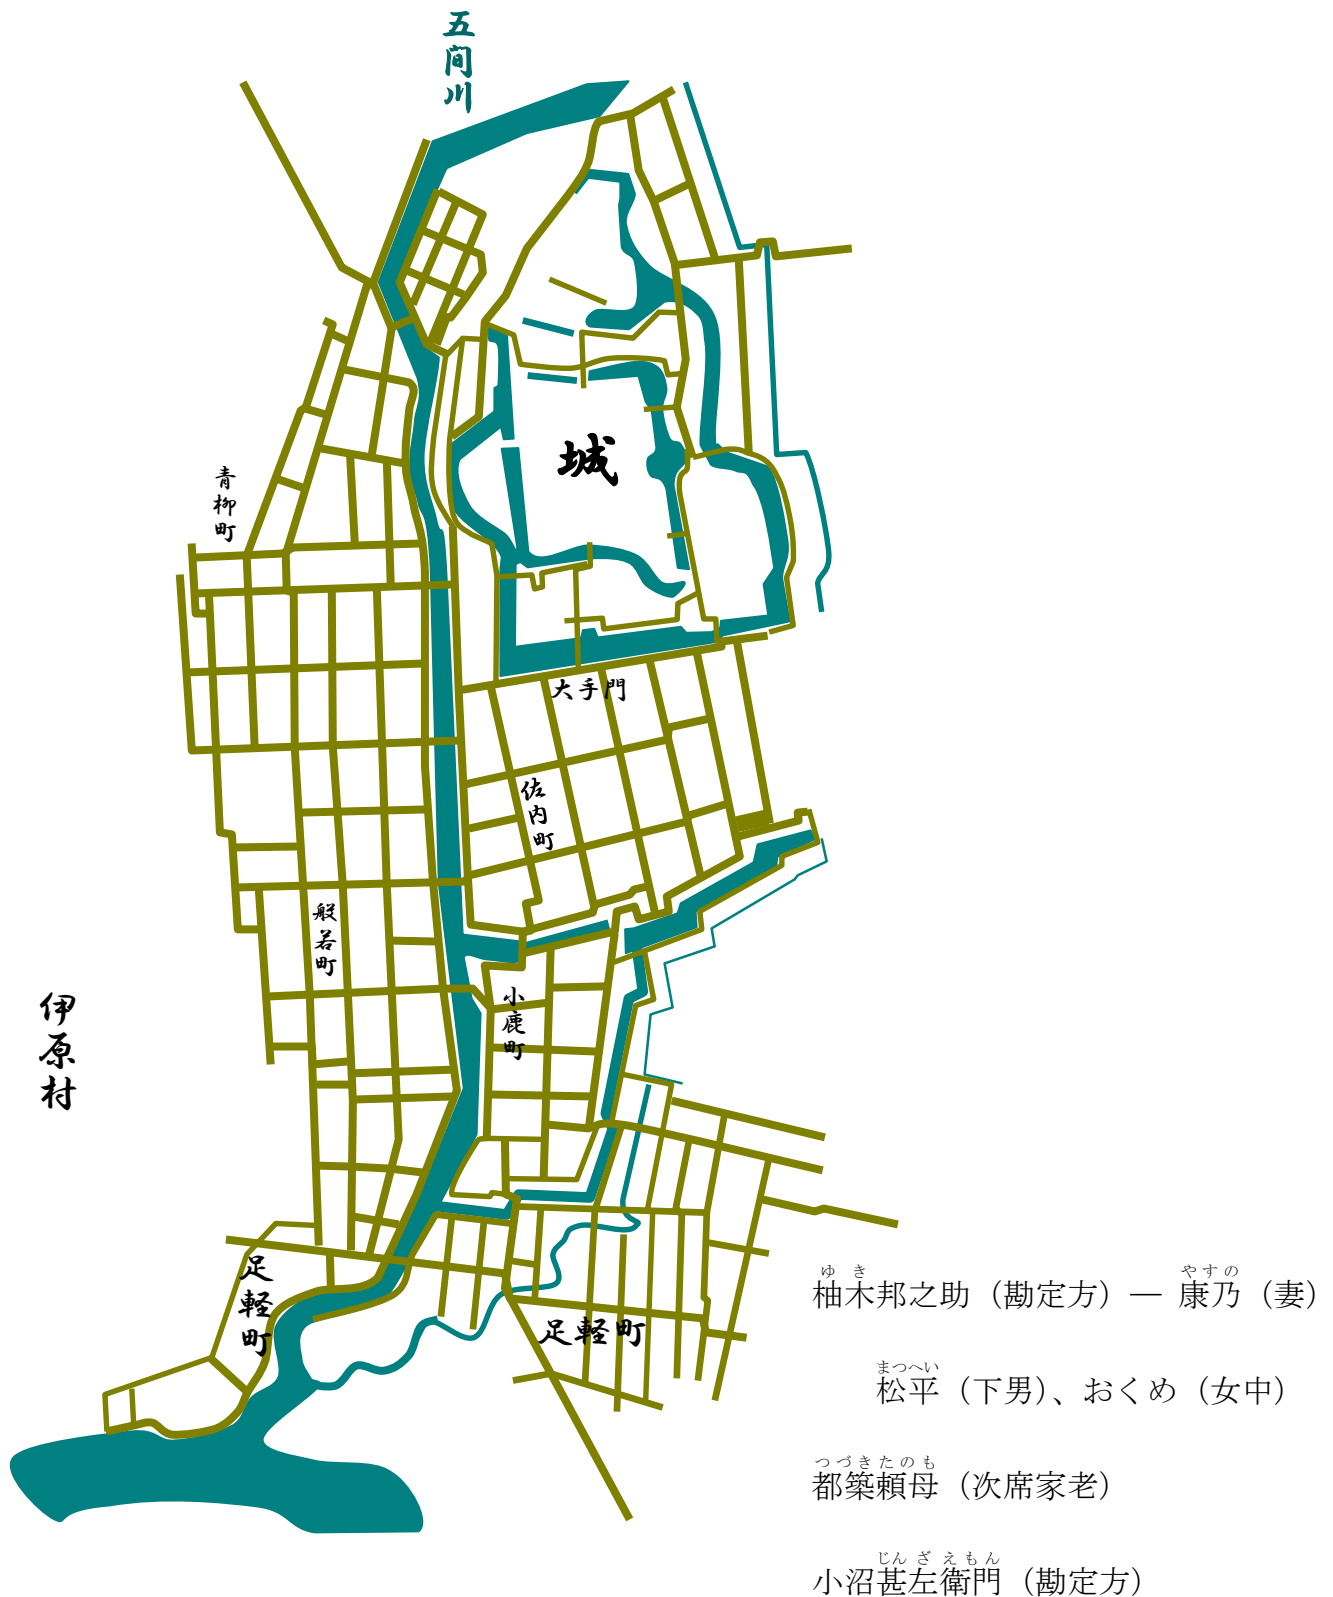 五間川
城
青柳町
大手門
佐内町
般若町
小鹿町
伊原村
足軽町
足軽町
柚木邦之助（勘定方）― 康乃（妻）
ゆき
やすの
松平（下男）、おくめ（女中）
まつへい
都築頼母（次席家老）
つづきたのも
小沼甚左衛門（勘定方）
じんざえもん